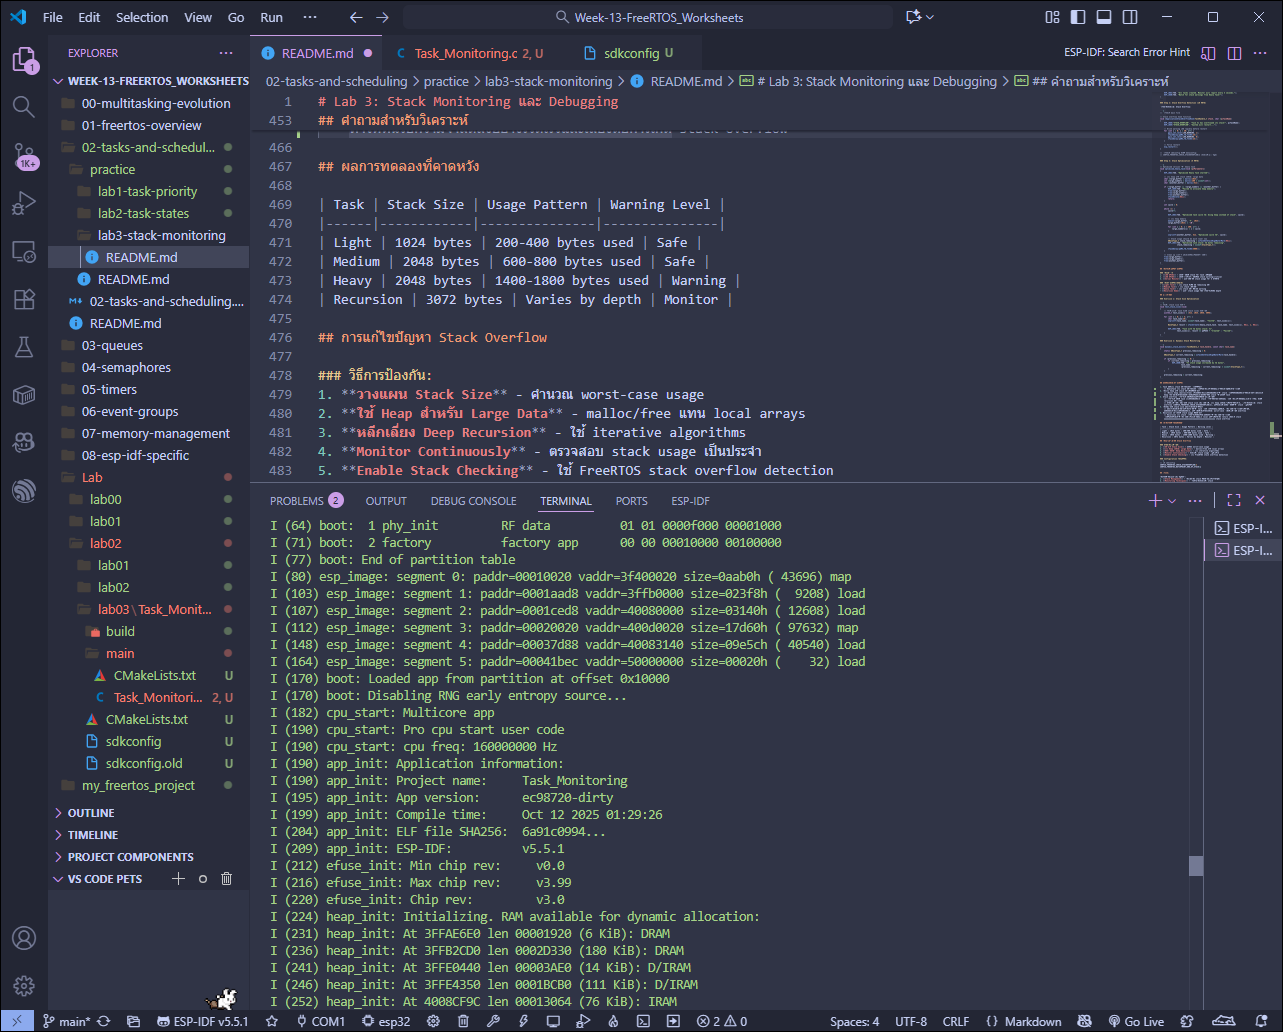 File Edit Selection View Go Run ··· Week-13-FreeRTOS_Worksheets
EXPLORER
WEEK-13-FREERTOS_WORKSHEETS
00-multitasking-evolution
01-freertos-overview
02-tasks-and-schedul...
practice
lab1-task-priority
lab2-task-states
lab3-stack-monitoring
README.md
README.md
02-tasks-and-scheduling....
README.md
03-queues
04-semaphores
05-timers
06-event-groups
07-memory-management
08-esp-idf-specific
Lab
lab00
lab01
lab02
lab01
lab02
lab03\Task_Monit...
build
main
CMakeLists.txt U
Task_Monitori... 2, U
CMakeLists.txt U
sdkconfig U
sdkconfig.old U
my_freertos_project
OUTLINE
TIMELINE
PROJECT COMPONENTS
VS CODE PETS
1
1K+
README.md
Task_Monitoring.c 2, U
sdkconfig U
ESP-IDF: Search Error Hint
02-tasks-and-scheduling > practice > lab3-stack-monitoring > README.md > # Lab 3: Stack Monitoring และ Debugging > ## คำถามสำหรับวิเคราะห์
1 # Lab 3: Stack Monitoring และ Debugging
453 ## คำถามสำหรับวิเคราะห์
466
467 ## ผลการทดลองที่คาดหวัง
468
469 | Task | Stack Size | Usage Pattern | Warning Level |
470 |------|------------|---------------|---------------|
471 | Light | 1024 bytes | 200-400 bytes used | Safe |
472 | Medium | 2048 bytes | 600-800 bytes used | Safe |
473 | Heavy | 2048 bytes | 1400-1800 bytes used | Warning |
474 | Recursion | 3072 bytes | Varies by depth | Monitor |
475
476 ## การแก้ไขปัญหา Stack Overflow
477
478 ### วิธีการป้องกัน:
479 1. **วางแผน Stack Size** - คำนวณ worst-case usage
480 2. **ใช้ Heap สำหรับ Large Data** - malloc/free แทน local arrays
481 3. **หลีกเลี่ยง Deep Recursion** - ใช้ iterative algorithms
482 4. **Monitor Continuously** - ตรวจสอบ stack usage เป็นประจำ
483 5. **Enable Stack Checking** - ใช้ FreeRTOS stack overflow detection
PROBLEMS 2 OUTPUT DEBUG CONSOLE TERMINAL PORTS ESP-IDF
ESP-I...
ESP-I...
I (64) boot:  1 phy_init         RF data          01 01 0000f000 00001000
I (71) boot:  2 factory          factory app      00 00 00010000 00100000
I (77) boot: End of partition table
I (80) esp_image: segment 0: paddr=00010020 vaddr=3f400020 size=0aab0h ( 43696) map
I (103) esp_image: segment 1: paddr=0001aad8 vaddr=3ffb0000 size=023f8h (  9208) load
I (107) esp_image: segment 2: paddr=0001ced8 vaddr=40080000 size=03140h ( 12608) load
I (112) esp_image: segment 3: paddr=00020020 vaddr=400d0020 size=17d60h ( 97632) map
I (148) esp_image: segment 4: paddr=00037d88 vaddr=40083140 size=09e5ch ( 40540) load
I (164) esp_image: segment 5: paddr=00041bec vaddr=50000000 size=00020h (    32) load
I (170) boot: Loaded app from partition at offset 0x10000
I (170) boot: Disabling RNG early entropy source...
I (182) cpu_start: Multicore app
I (190) cpu_start: Pro cpu start user code
I (190) cpu_start: cpu freq: 160000000 Hz
I (190) app_init: Application information:
I (190) app_init: Project name:     Task_Monitoring
I (195) app_init: App version:      ec98720-dirty
I (199) app_init: Compile time:     Oct 12 2025 01:29:26
I (204) app_init: ELF file SHA256:  6a91c0994...
I (209) app_init: ESP-IDF:          v5.5.1
I (212) efuse_init: Min chip rev:     v0.0
I (216) efuse_init: Max chip rev:     v3.99
I (220) efuse_init: Chip rev:         v3.0
I (224) heap_init: Initializing. RAM available for dynamic allocation:
I (231) heap_init: At 3FFAE6E0 len 00001920 (6 KiB): DRAM
I (236) heap_init: At 3FFB2CD0 len 0002D330 (180 KiB): DRAM
I (241) heap_init: At 3FFE0440 len 00003AE0 (14 KiB): D/IRAM
I (246) heap_init: At 3FFE4350 len 0001BCB0 (111 KiB): D/IRAM
I (252) heap_init: At 4008CF9C len 00013064 (76 KiB): IRAM
main* ESP-IDF v5.5.1 COM1 esp32 2 0 Spaces: 4 UTF-8 CRLF {} Markdown Go Live